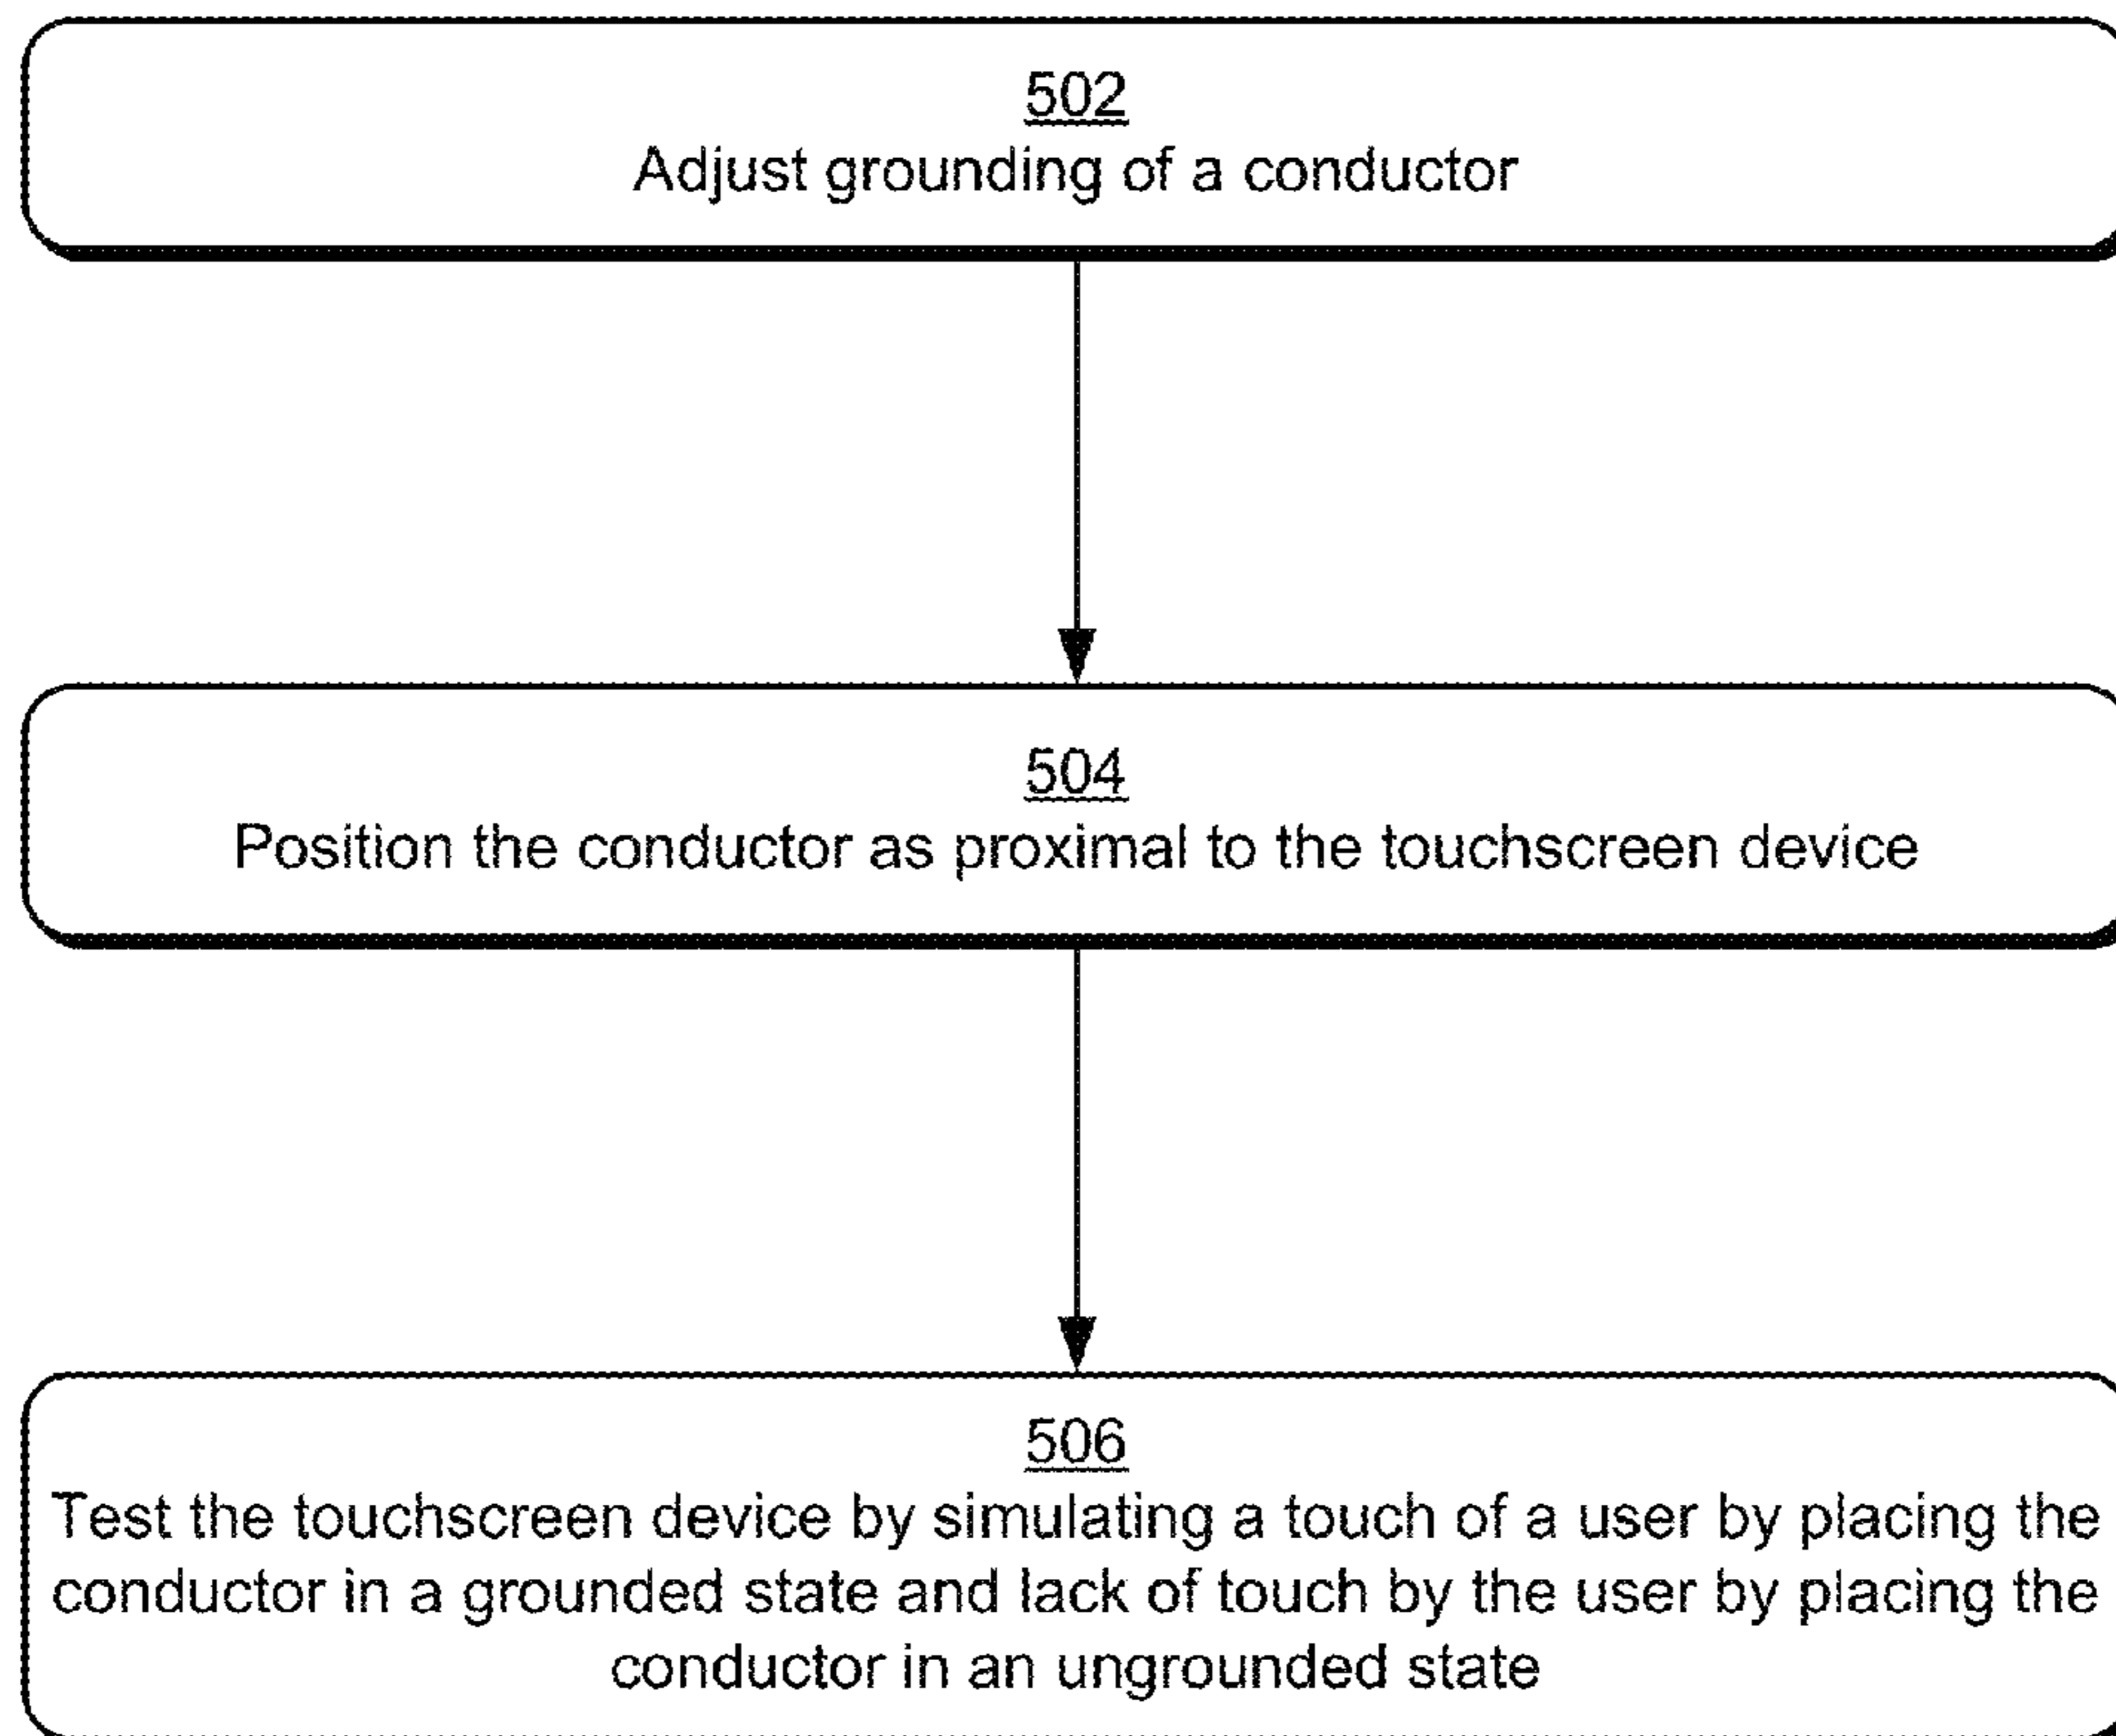 502
Adjust grounding of a conductor
504
Position the conductor as proximal to the touchscreen device
506
Test the touchscreen device by simulating a touch of a user by placing the
conductor in a grounded state and lack of touch by the user by placing the
conductor in an ungrounded state